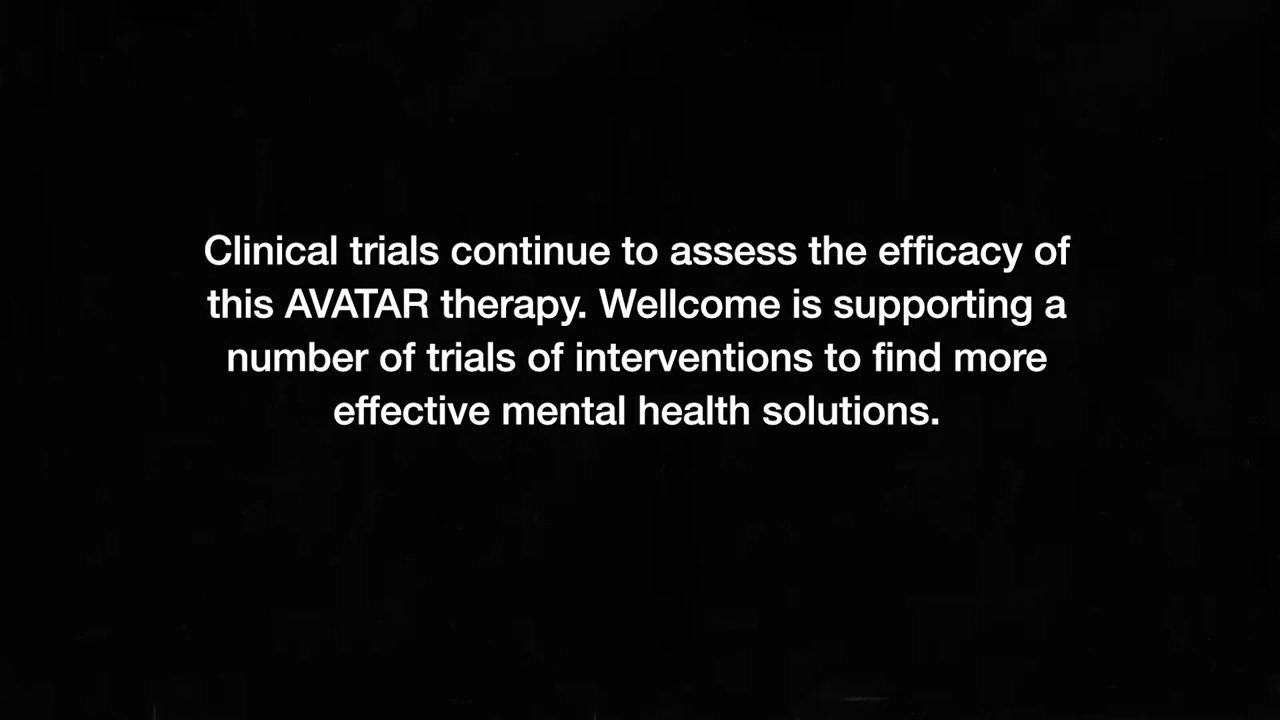 Clinical trials continue to assess the efficacy of
this AVATAR therapy. Wellcome is supporting a
number of trials of interventions to find more
effective mental health solutions.